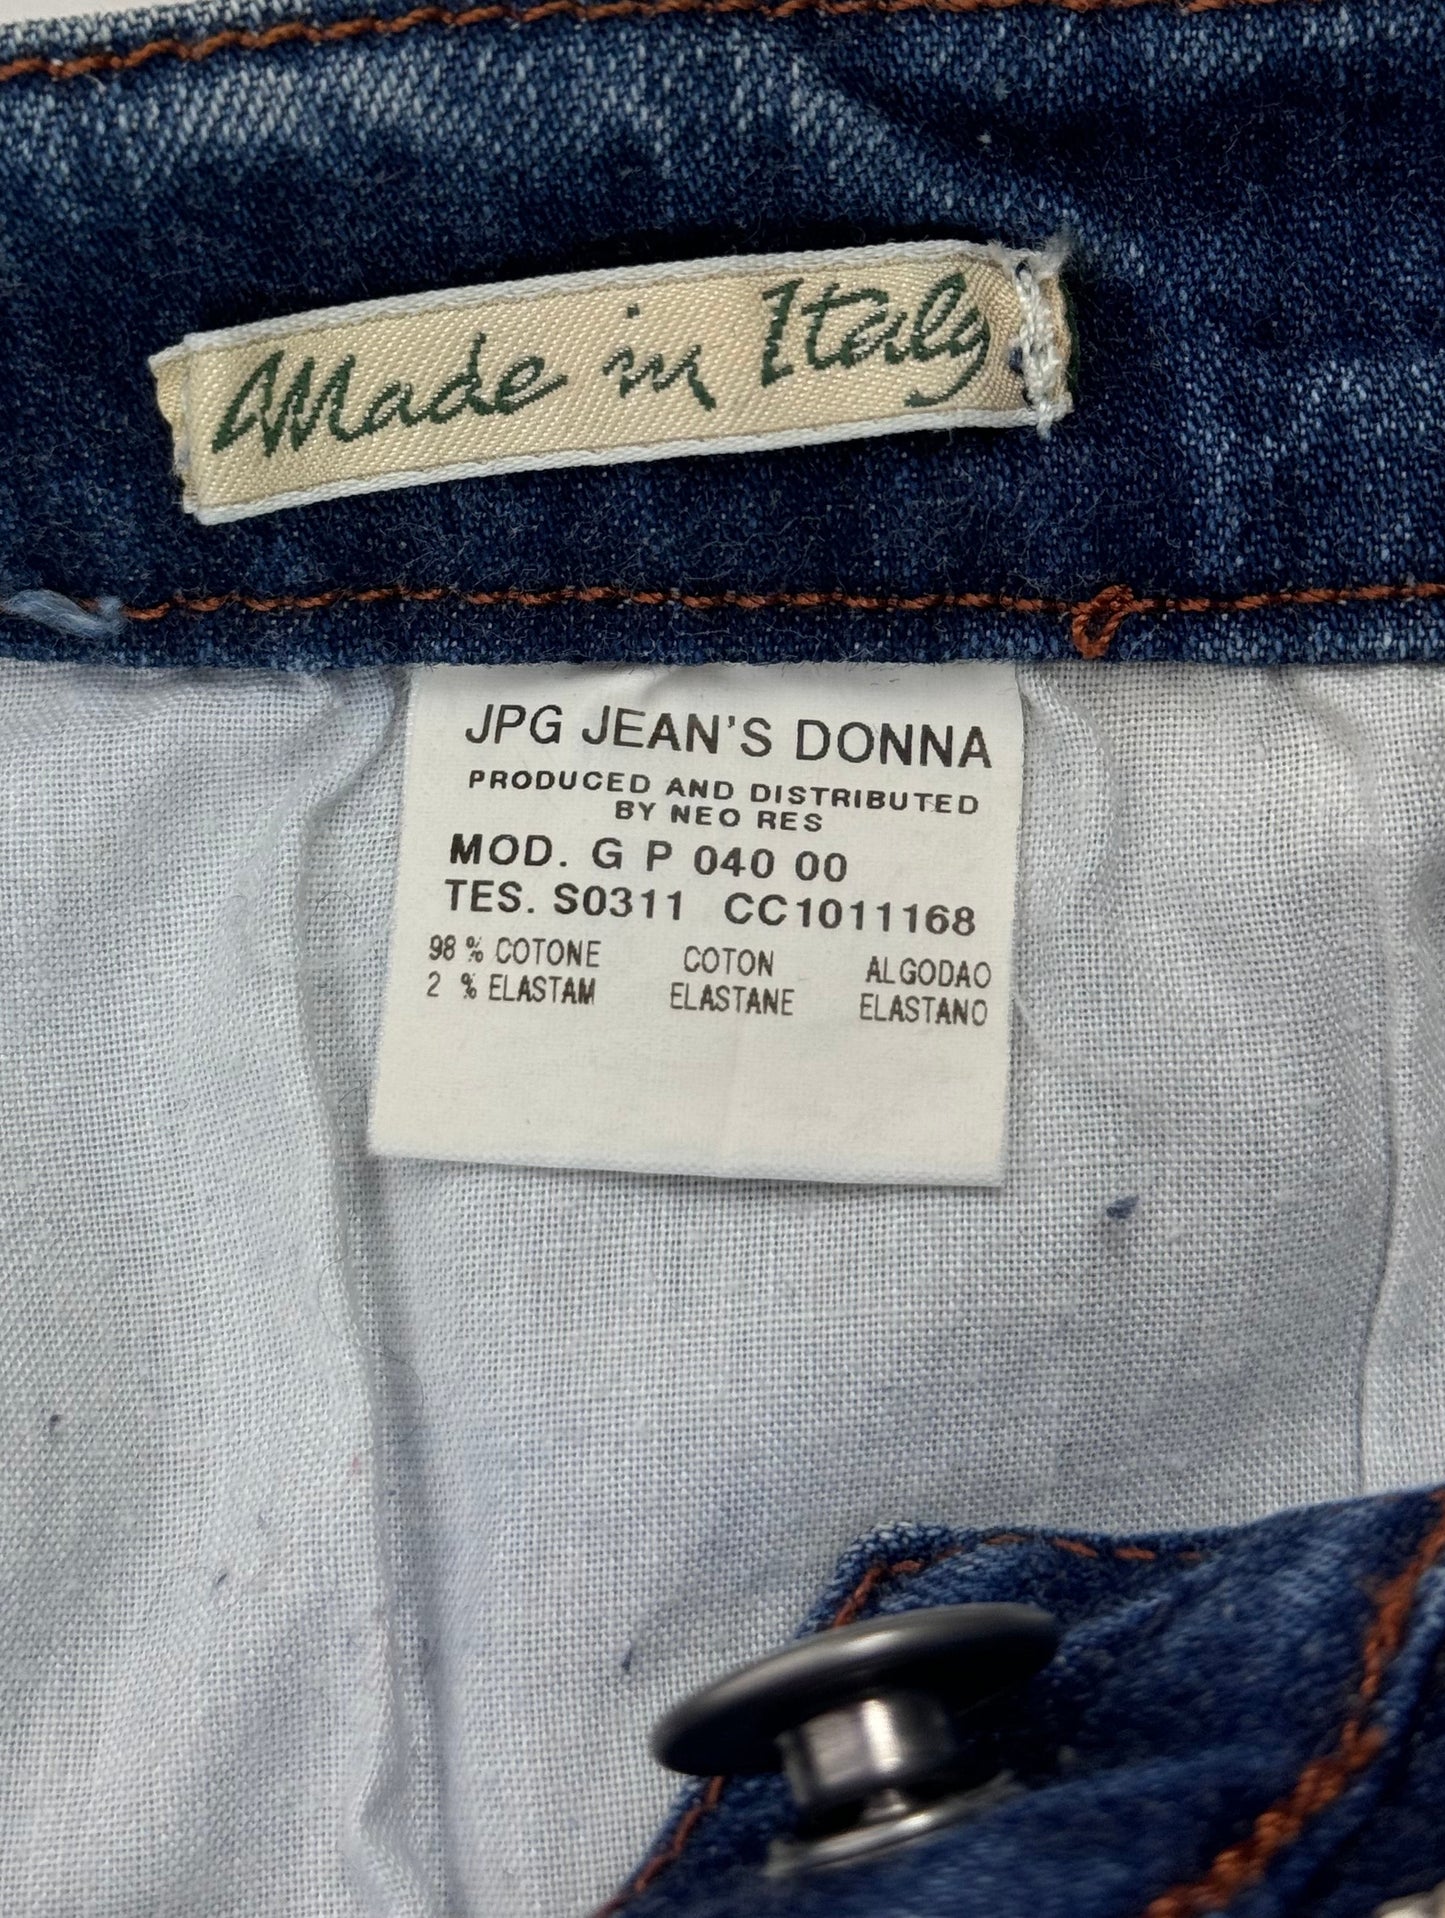 Made in Italy
JPG JEAN'S DONNA
PRODUCED AND DISTRIBUTED
BY NEO RES
MOD. G P 040 00
TES. S0311 CC1011168
98 % COTONE COTON ALGODAO
2 % ELASTAM ELASTANE ELASTANO